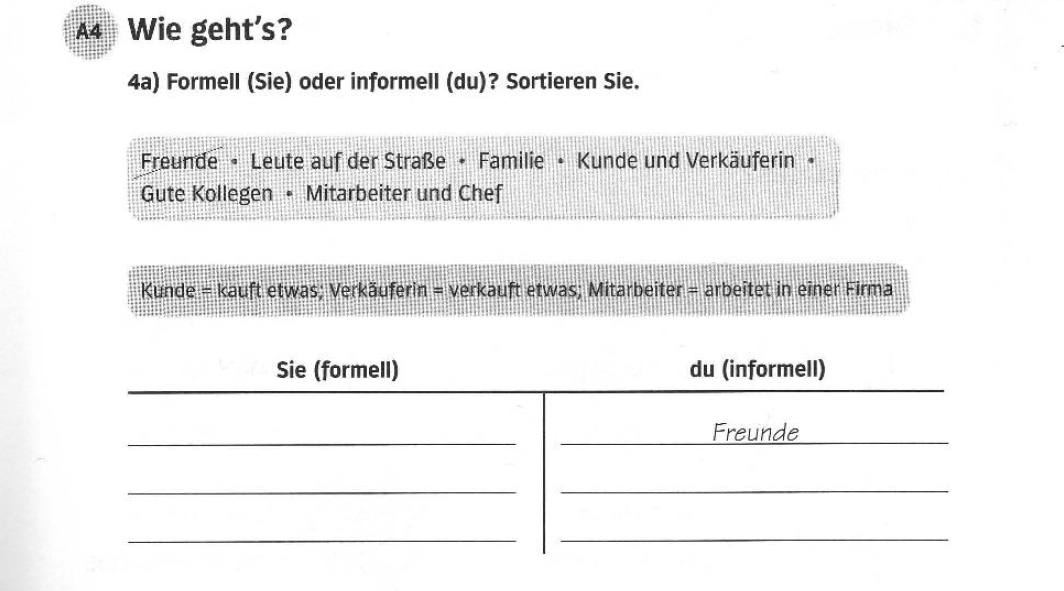 A4 Wie geht's?
4a) Formell (Sie) oder informell (du)? Sortieren Sie.
Freunde • Leute auf der Straße • Familie • Kunde und Verkäuferin •
Gute Kollegen • Mitarbeiter und Chef
Kunde = kauft etwas; Verkäuferin = verkauft etwas; Mitarbeiter = arbeitet in einer Firma
Sie (formell) du (informell)
Freunde